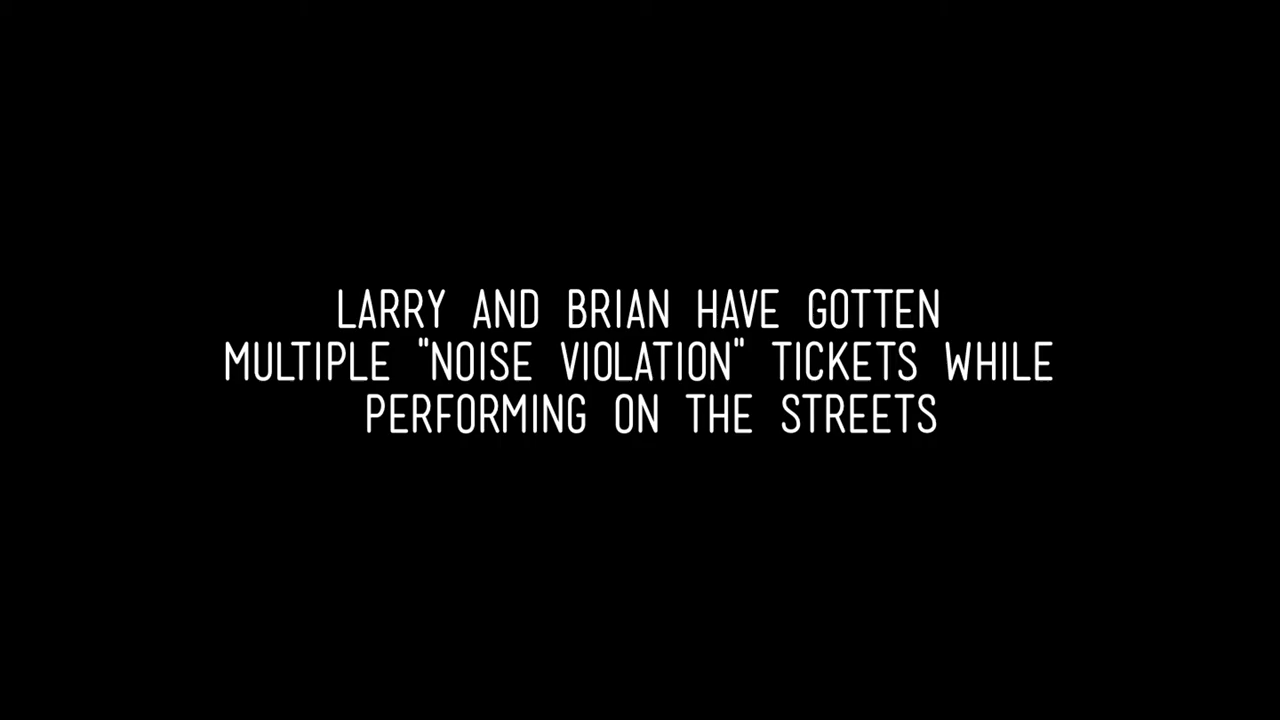 LARRY AND BRIAN HAVE GOTTEN
MULTIPLE "NOISE VIOLATION" TICKETS WHILE
PERFORMING ON THE STREETS